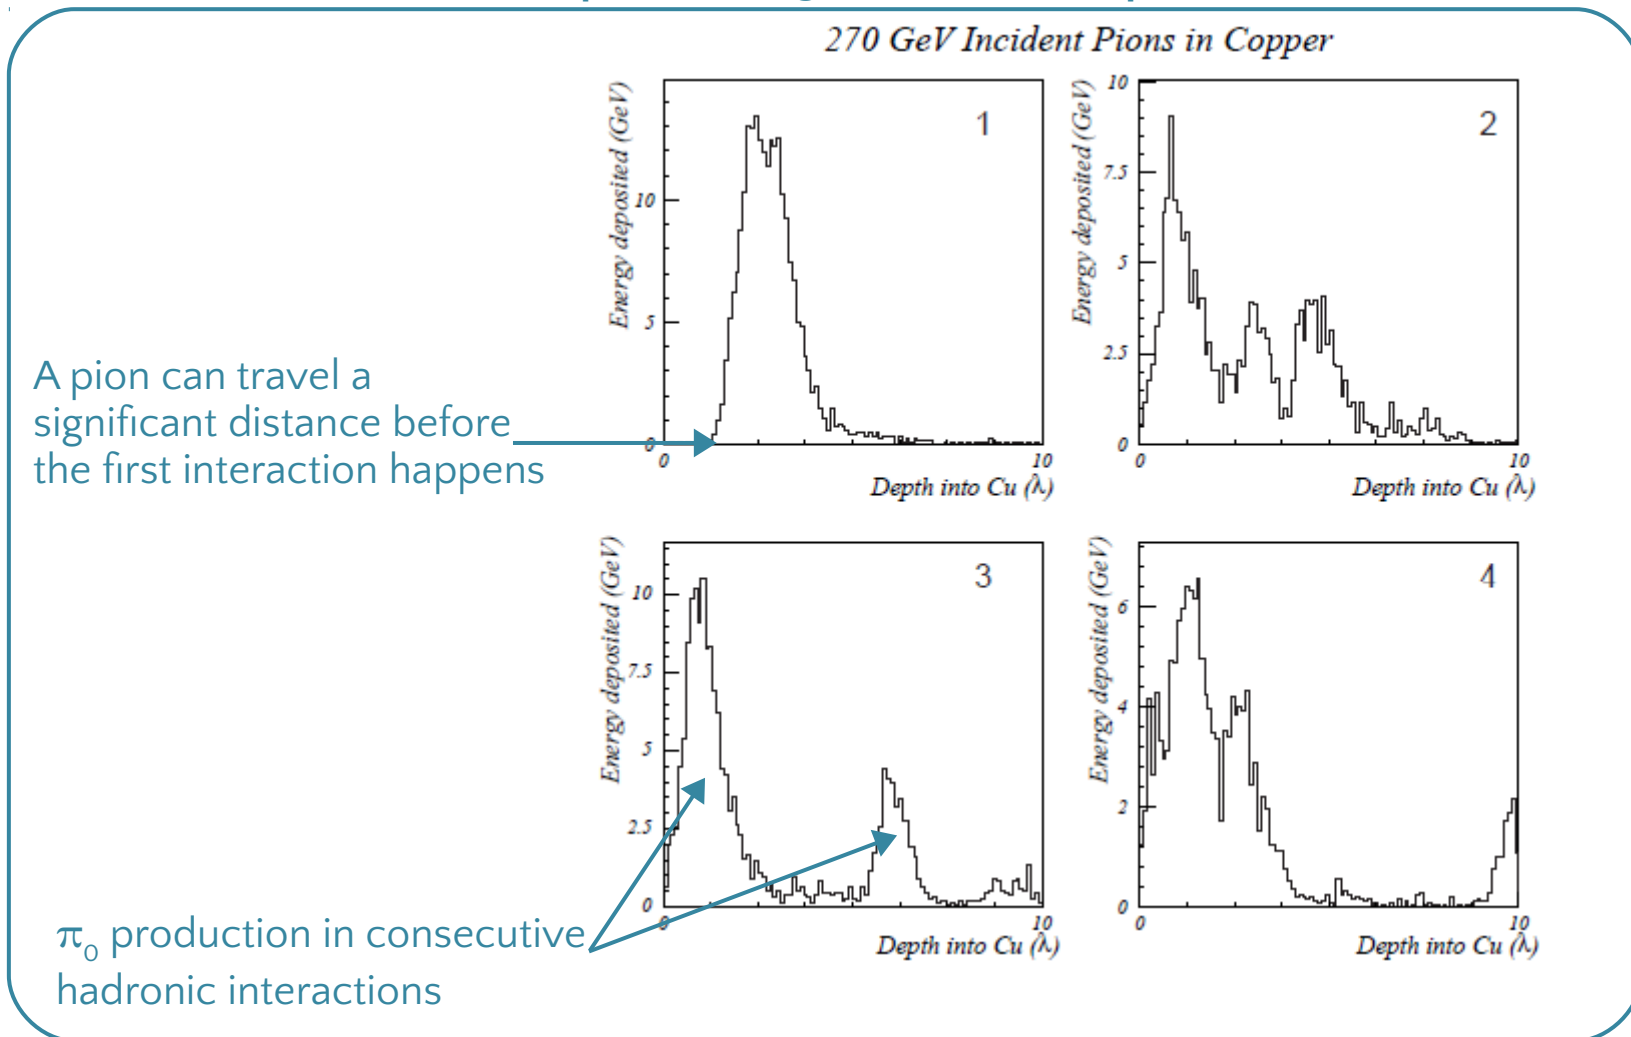 270 GeV Incident Pions in Copper
Energy deposited (GeV)
10
5
0
1
0
10
Depth into Cu (λ)
Energy deposited (GeV)
10
7.5
5
2.5
0
2
0
10
Depth into Cu (λ)
A pion can travel a
significant distance before
the first interaction happens
Energy deposited (GeV)
10
7.5
5
2.5
0
3
0
10
Depth into Cu (λ)
Energy deposited (GeV)
6
4
2
0
4
0
10
Depth into Cu (λ)
π₀ production in consecutive
hadronic interactions